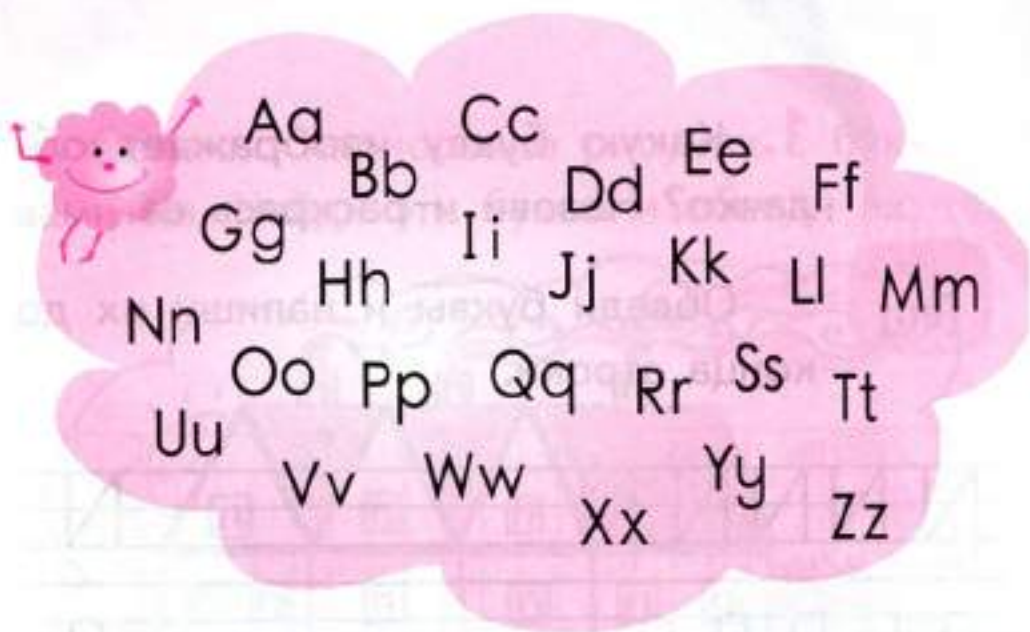 Aa Bb Cc Dd Ee Ff
Gg Hh Ii Jj Kk Ll Mm
Nn Oo Pp Qq Rr Ss Tt
Uu Vv Ww Xx Yy Zz